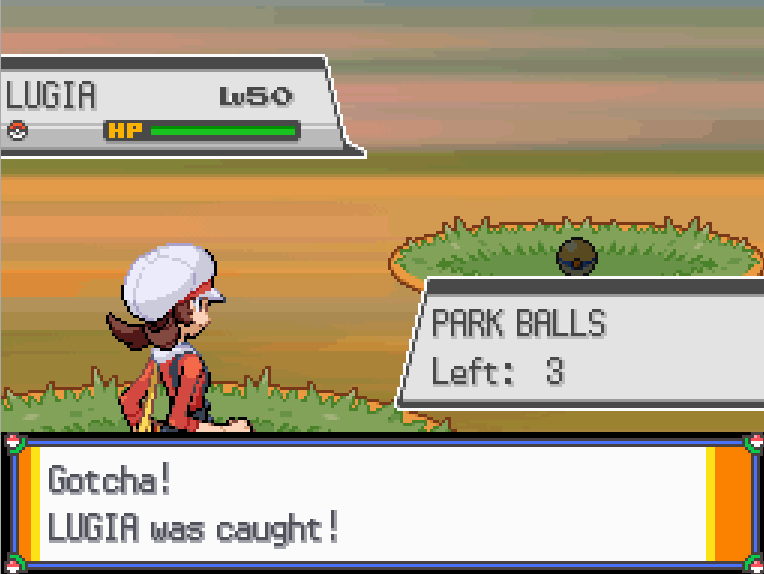 LUGIA Lv50
HP
PARK BALLS
Left: 3
Gotcha!
LUGIA was caught!